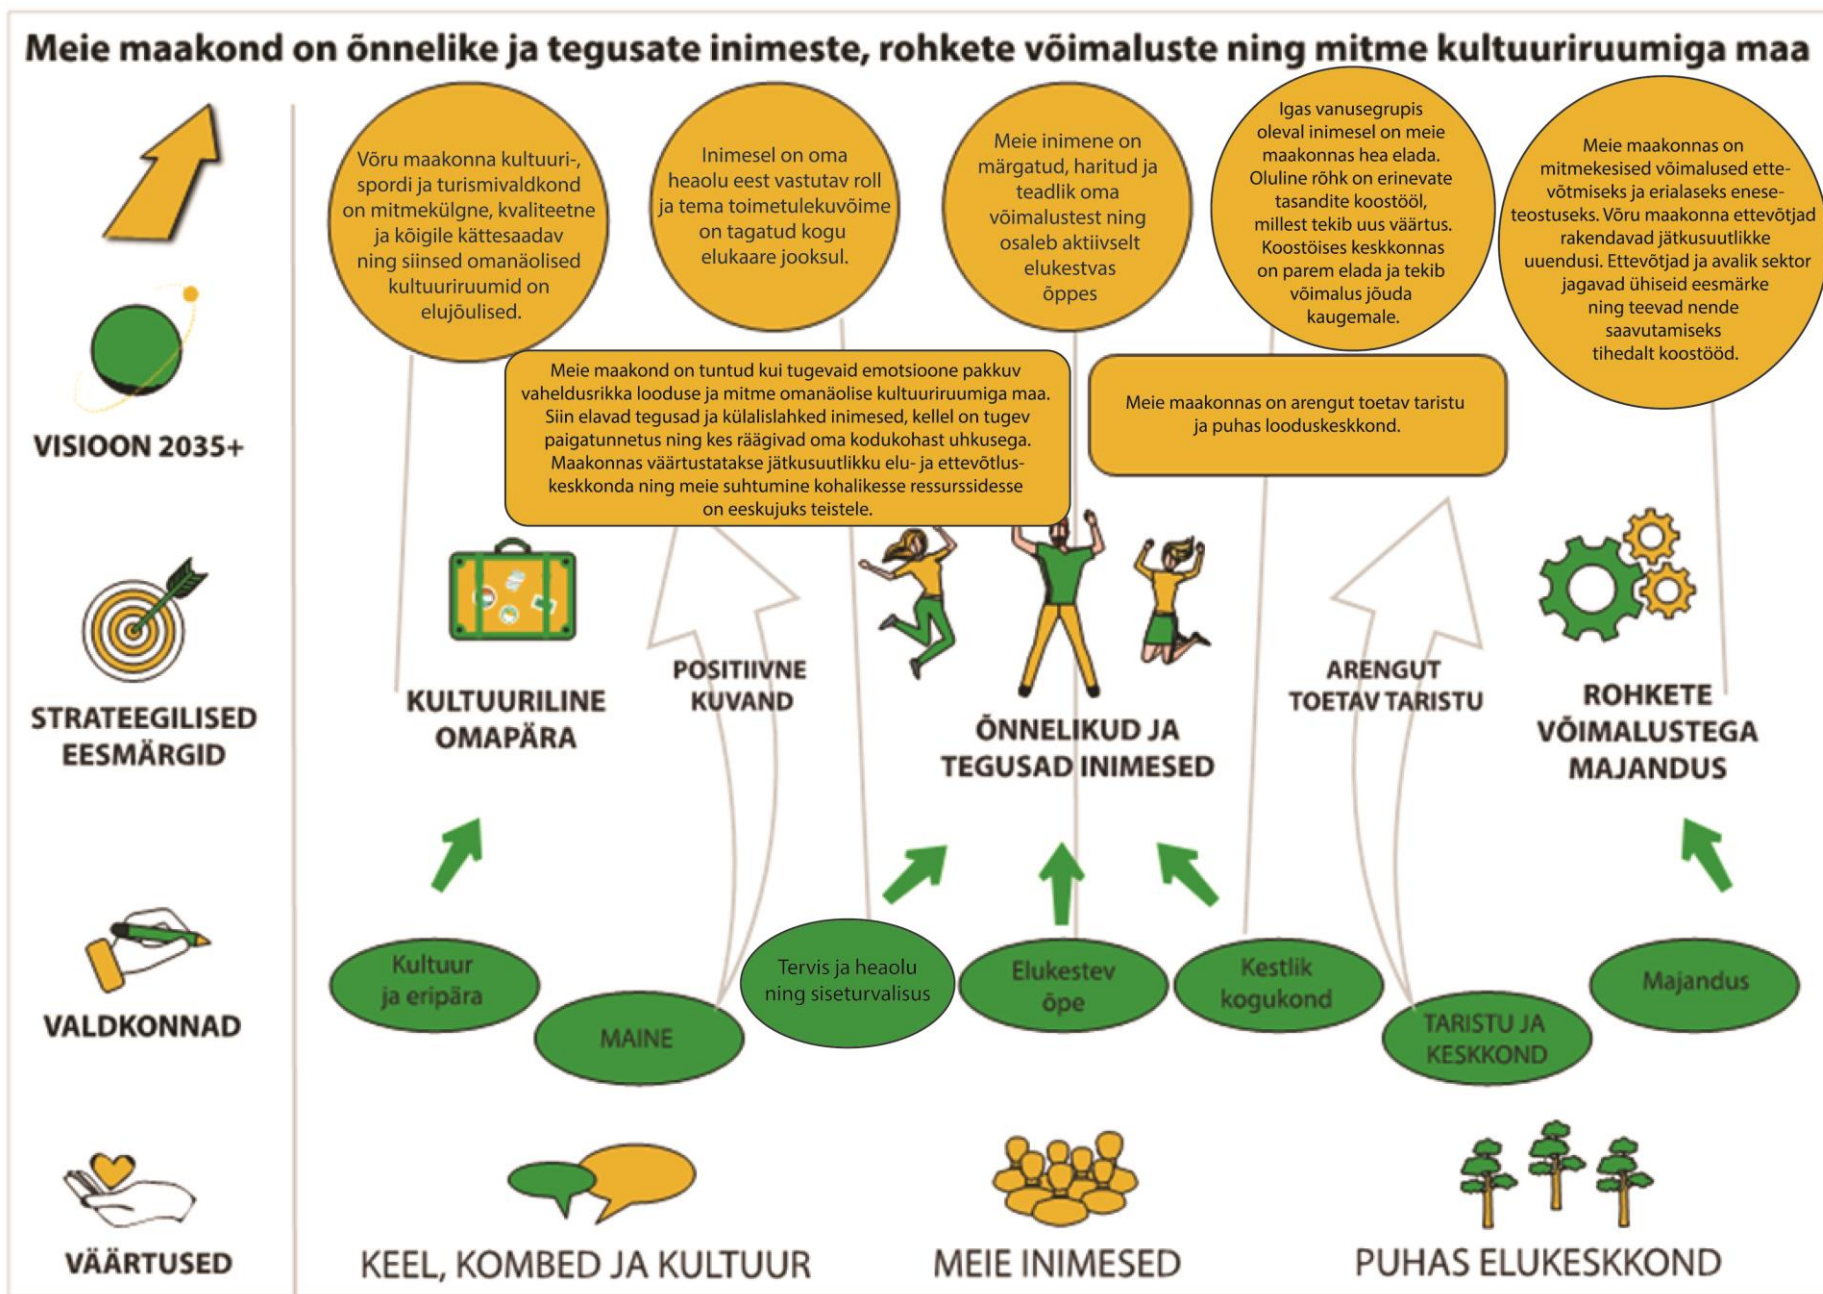 Meie maakond on õnnelike ja tegusate inimeste, rohkete võimaluste ning mitme kultuuriruumiga maa
Võru maakonna kultuuri-,
spordi ja turismivaldkond
on mitmekülgne, kvaliteetne
ja kõigile kättesaadav
ning siinsed omanäolised
kultuuriruumid on
elujõulised.
Inimesel on oma
heaolu eest vastutav roll
ja tema toimetulekuvõime
on tagatud kogu
elukaare jooksul.
Meie inimene on
märgatud, haritud ja
teadlik oma
võimalustest ning
osaleb aktiivselt
elukestvas
õppes
Igas vanusegrupis
oleval inimesel on meie
maakonnas hea elada.
Oluline rõhk on erinevate
tasandite koostööl,
millest tekib uus väärtus.
Koostöises keskkonnas
on parem elada ja tekib
võimalus jõuda
kaugemale.
Meie maakonnas on
mitmekesised võimalused ette-
võtmiseks ja erialaseks enese-
teostuseks. Võru maakonna ettevõtjad
rakendavad jätkusuutlikke
uuendusi. Ettevõtjad ja avalik sektor
jagavad ühiseid eesmärke
ning teevad nende
saavutamiseks
tihedalt koostööd.
Meie maakond on tuntud kui tugevaid emotsioone pakkuv
vaheldusrikka looduse ja mitme omanäolise kultuuriruumiga maa.
Siin elavad tegusad ja külalislahked inimesed, kellel on tugev
paigatunnetus ning kes räägivad oma kodukohast uhkusega.
Maakonnas väärtustatakse jätkusuutlikku elu- ja ettevõtlus-
keskkonda ning meie suhtumine kohalikesse ressurssidesse
on eeskujuks teistele.
Meie maakonnas on arengut toetav taristu
ja puhas looduskeskkond.
VISIOON 2035+
STRATEEGILISED
EESMÄRGID
KULTUURILINE
OMAPÄRA
POSITIIVNE
KUVAND
ÕNNELIKUD JA
TEGUSAD INIMESED
ARENGUT
TOETAV TARISTU
ROHKETE
VÕIMALUSTEGA
MAJANDUS
VALDKONNAD
Kultuur
ja eripära
MAINE
Tervis ja heaolu
ning siseturvalisus
Elukestev
õpe
Kestlik
kogukond
TARISTU JA
KESKKOND
Majandus
VÄÄRTUSED
KEEL, KOMBED JA KULTUUR
MEIE INIMESED
PUHAS ELUKESKKOND